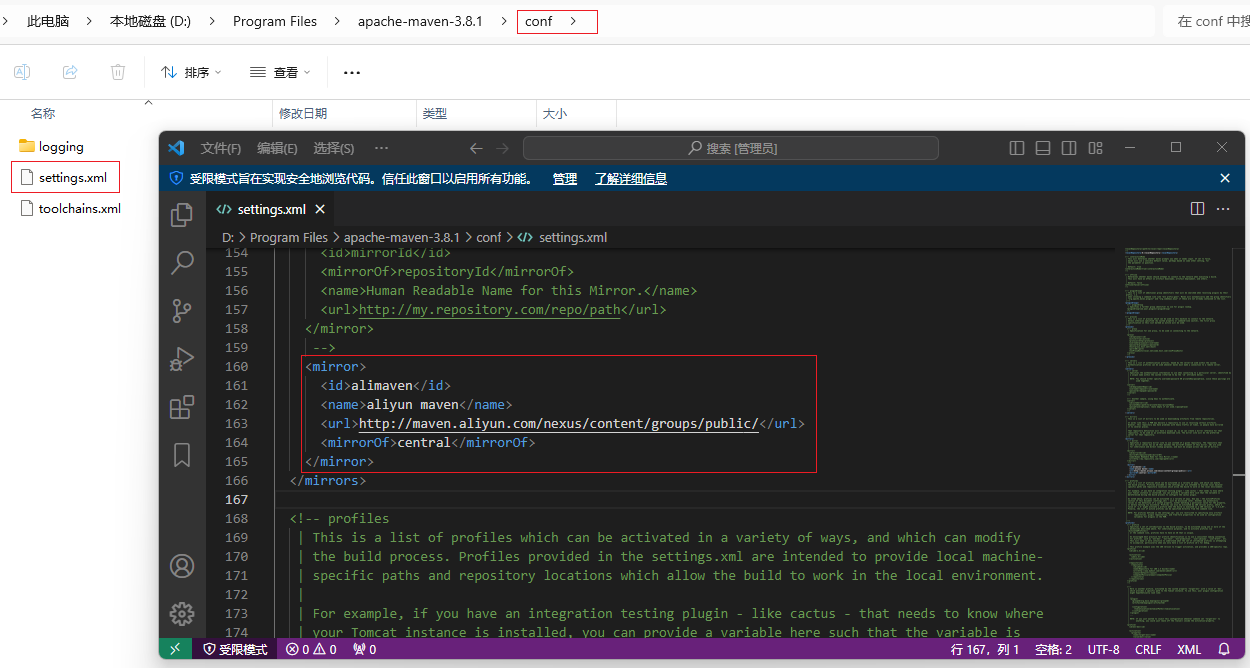 此电脑 本地磁盘 (D:) Program Files apache-maven-3.8.1 conf
在 conf 中搜
排序 查看 ···
名称 修改日期 类型 大小
logging
settings.xml
toolchains.xml
文件(F) 编辑(E) 选择(S) ··· 搜索 [管理员]
受限模式旨在实现安全地浏览代码。信任此窗口以启用所有功能。 管理 了解详细信息
settings.xml
D: > Program Files > apache-maven-3.8.1 > conf > settings.xml
154 <id>mirrorId</id>
155 <mirrorOf>repositoryId</mirrorOf>
156 <name>Human Readable Name for this Mirror.</name>
157 <url>http://my.repository.com/repo/path</url>
158 </mirror>
159 -->
160 <mirror>
161 <id>alimaven</id>
162 <name>aliyun maven</name>
163 <url>http://maven.aliyun.com/nexus/content/groups/public/</url>
164 <mirrorOf>central</mirrorOf>
165 </mirror>
166 </mirrors>
167
168 <!-- profiles
169 | This is a list of profiles which can be activated in a variety of ways, and which can modify
170 | the build process. Profiles provided in the settings.xml are intended to provide local machine-
171 | specific paths and repository locations which allow the build to work in the local environment.
172 |
173 | For example, if you have an integration testing plugin - like cactus - that needs to know where
174 | your Tomcat instance is installed, you can provide a variable here such that the variable is
受限模式 0 0 0 行 167，列 1 空格: 2 UTF-8 CRLF XML